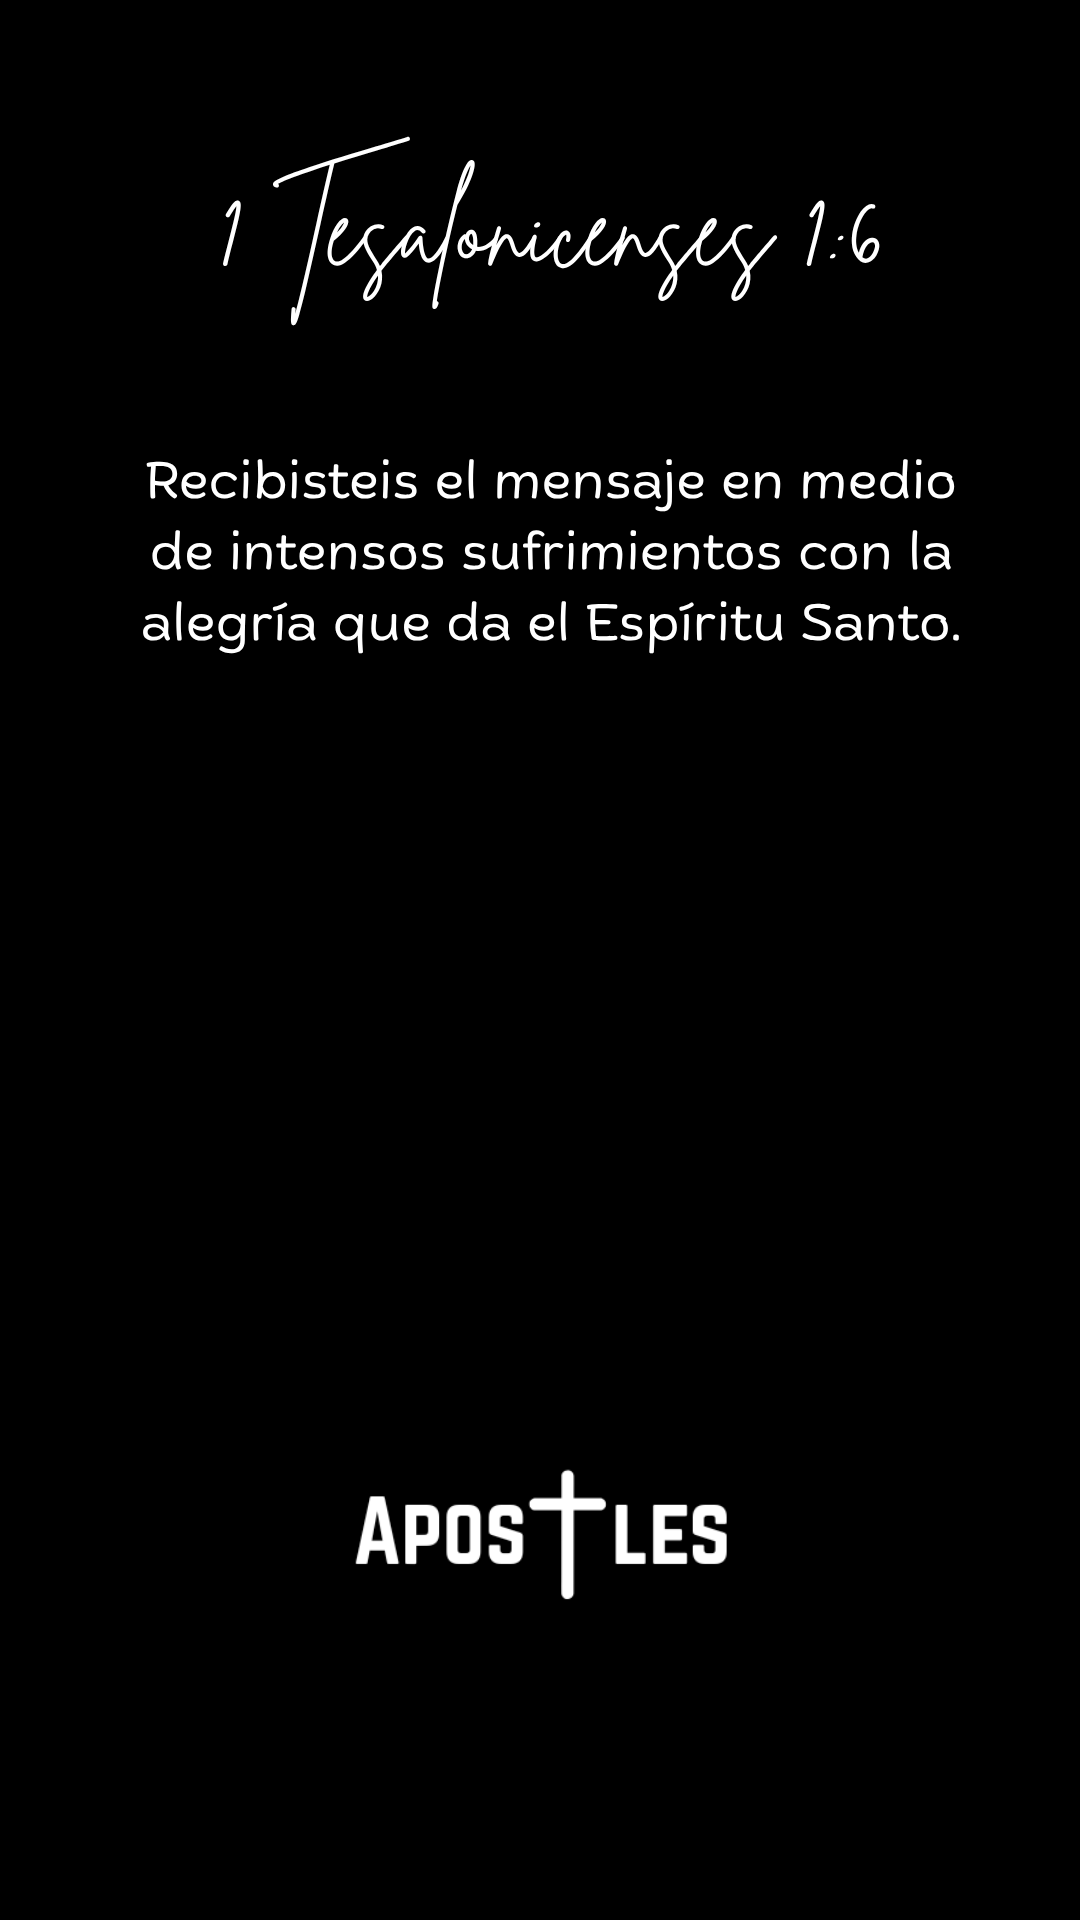 1 Tesalonicenses 1:6
Recibisteis el mensaje en medio
de intensos sufrimientos con la
alegría que da el Espíritu Santo.
APOSTLES